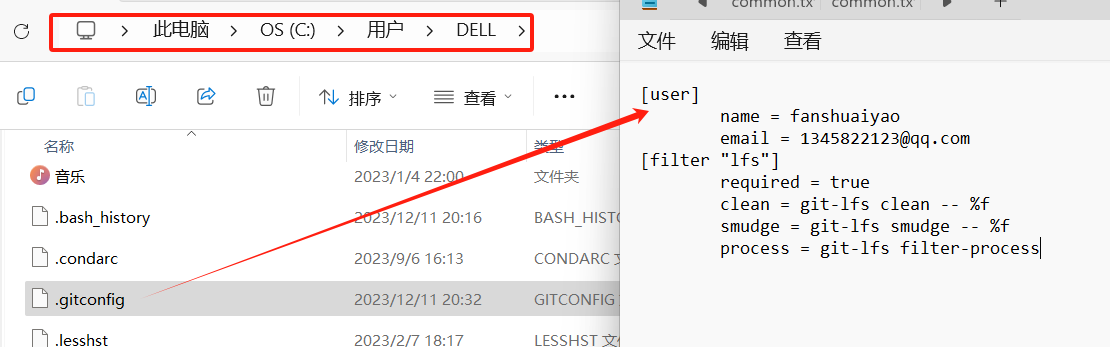 此电脑 > OS (C:) > 用户 > DELL >
排序 查看 •••
名称 修改日期 类型
音乐 2023/1/4 22:00 文件夹
.bash_history 2023/12/11 20:16 BASH_HISTO
.condarc 2023/9/6 16:13 CONDARC 文
.gitconfig 2023/12/11 20:32 GITCONFIG
.lesshst 2023/2/7 18:17 LESSHST 文件
common.tx common.tx
文件 编辑 查看
[user]
name = fanshuaiyao
email = 1345822123@qq.com
[filter "lfs"]
required = true
clean = git-lfs clean -- %f
smudge = git-lfs smudge -- %f
process = git-lfs filter-process